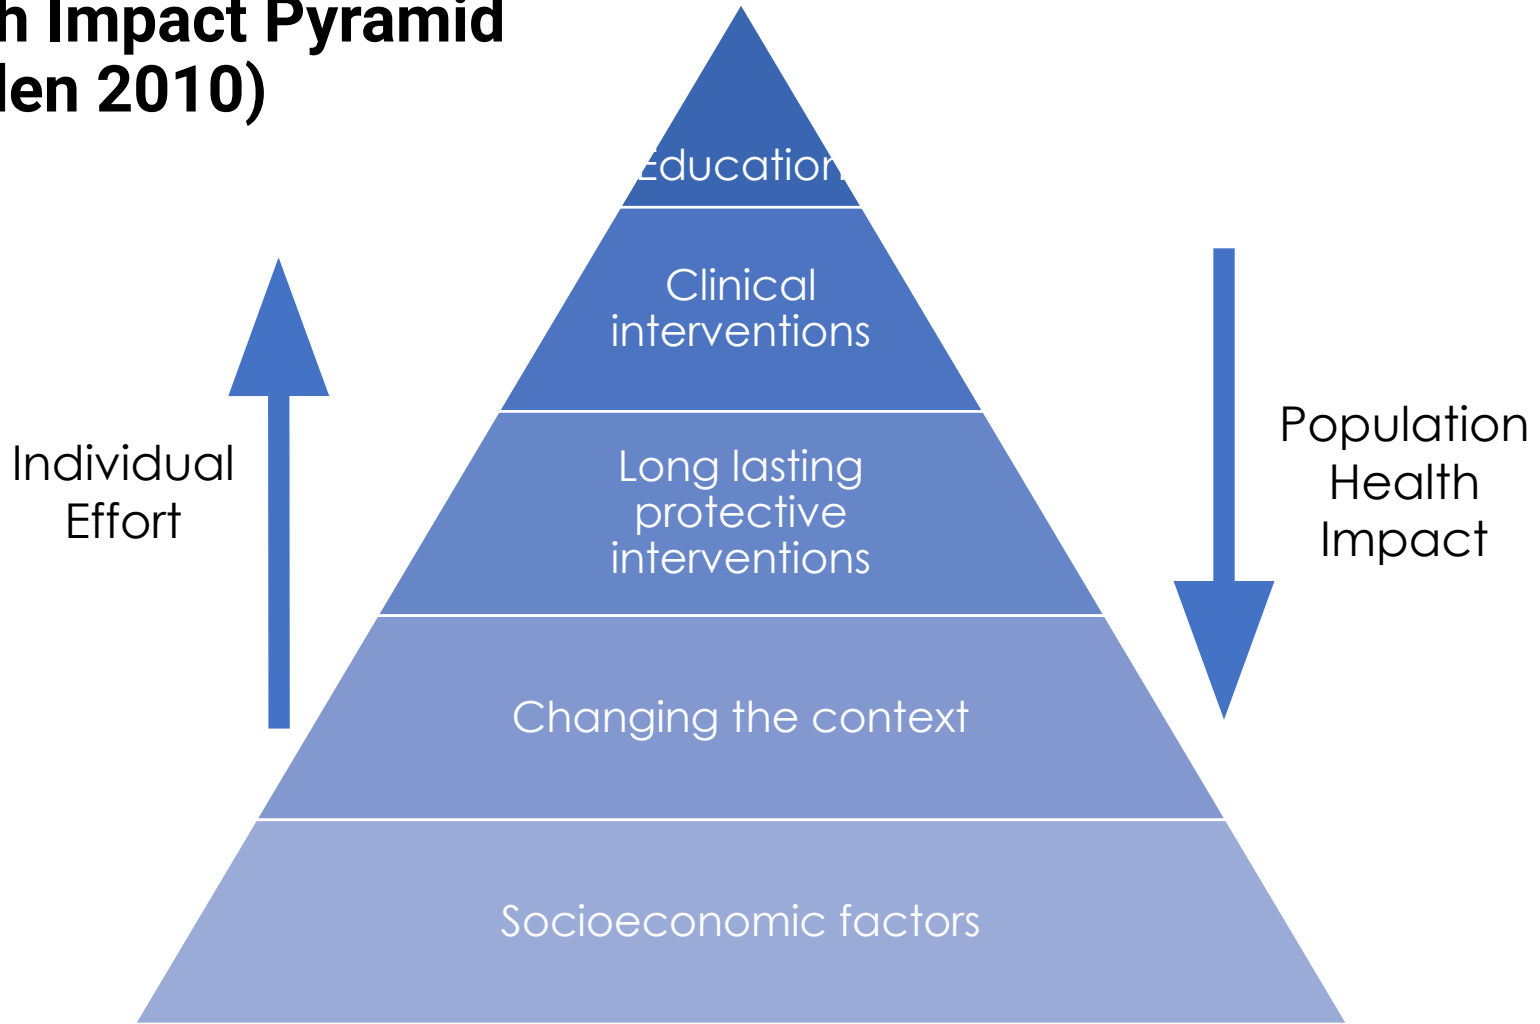 h Impact Pyramid
len 2010)
Education
Clinical
interventions
Long lasting
protective
interventions
Changing the context
Socioeconomic factors
Individual
Effort
Population
Health
Impact